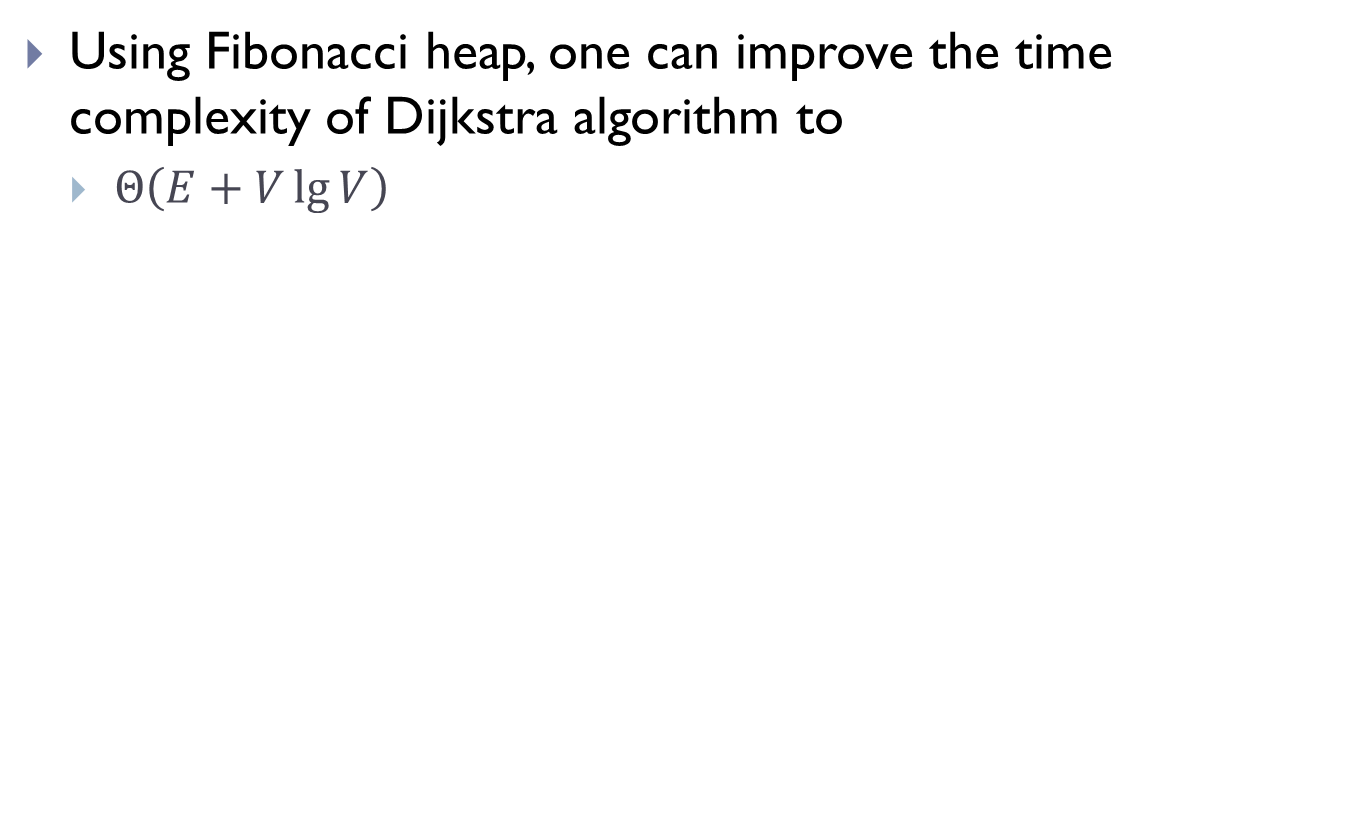 Using Fibonacci heap, one can improve the time
complexity of Dijkstra algorithm to
Θ(E + V lg V)